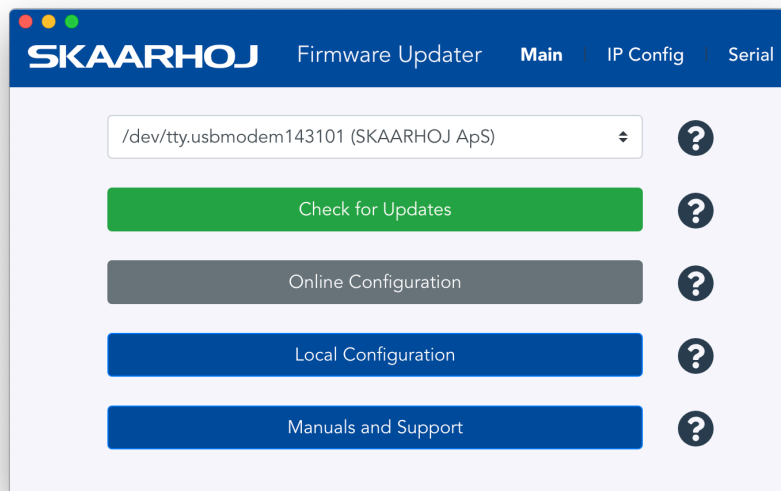 SKAARHOJ Firmware Updater Main IP Config Serial
/dev/tty.usbmodem143101 (SKAARHOJ ApS) ?
Check for Updates ?
Online Configuration ?
Local Configuration ?
Manuals and Support ?